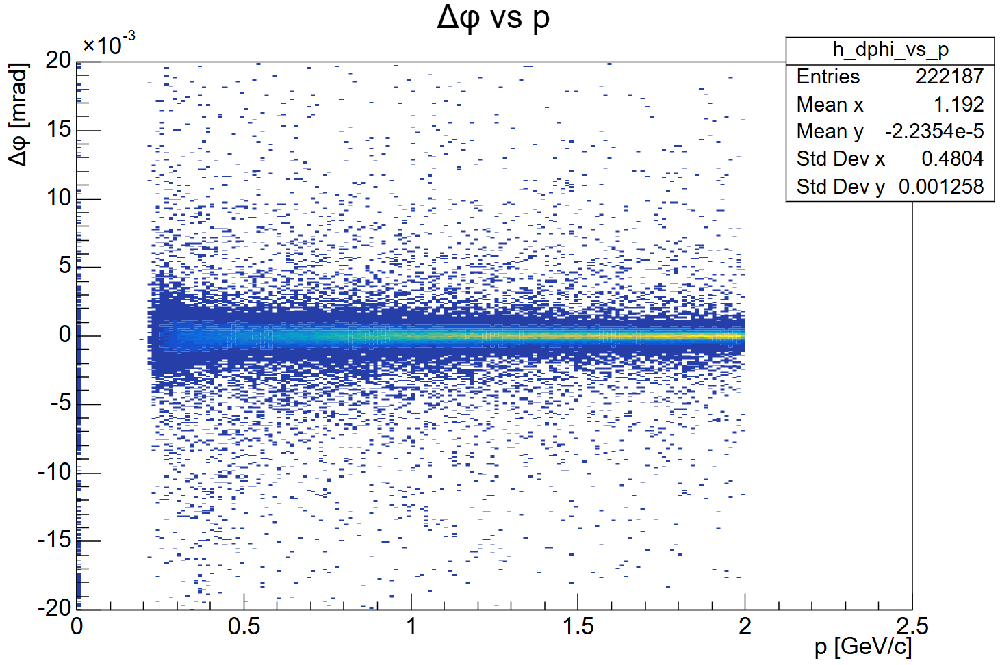 Δφ vs p
×10-3
Δφ [mrad]
20
15
10
5
0
-5
-10
-15
-20
h_dphi_vs_p
Entries 222187
Mean x 1.192
Mean y -2.2354e-5
Std Dev x 0.4804
Std Dev y 0.001258
0 0.5 1 1.5 2 2.5
p [GeV/c]